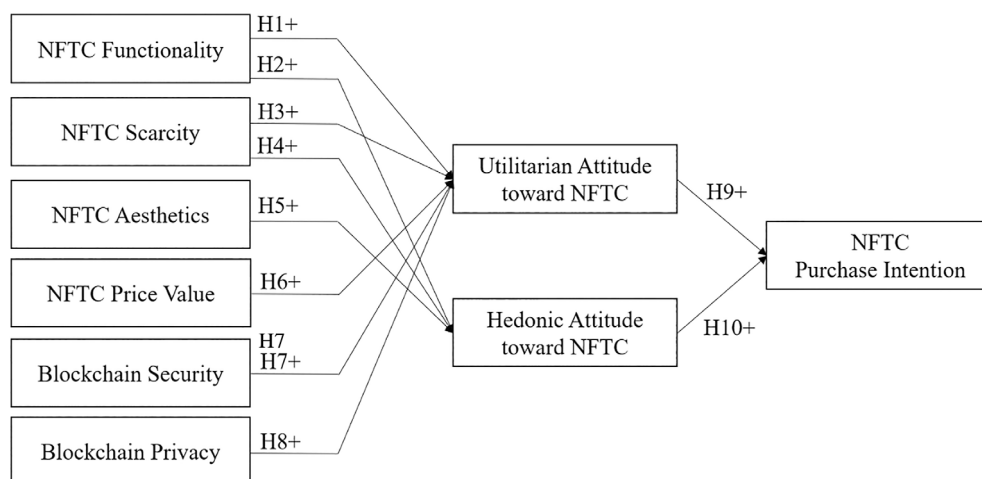 NFTC Functionality
H1+
H2+
NFTC Scarcity
H3+
H4+
NFTC Aesthetics
H5+
NFTC Price Value
H6+
Blockchain Security
H7
H7+
Blockchain Privacy
H8+
Utilitarian Attitude
toward NFTC
Hedonic Attitude
toward NFTC
H9+
H10+
NFTC
Purchase Intention